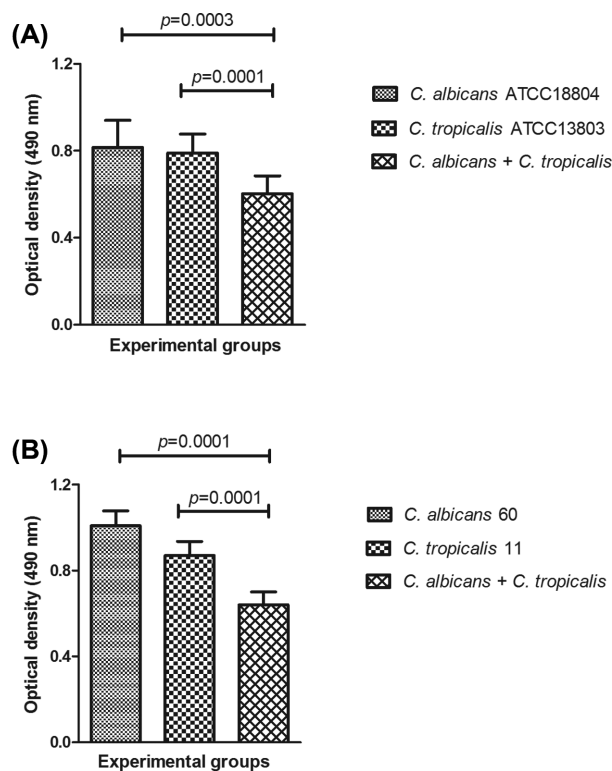 (A)
p=0.0003
p=0.0001
1.2
0.8
0.4
0.0
Optical density (490 nm)
Experimental groups
C. albicans ATCC18804
C. tropicalis ATCC13803
C. albicans + C. tropicalis
(B)
p=0.0001
p=0.0001
1.2
0.8
0.4
0.0
Optical density (490 nm)
Experimental groups
C. albicans 60
C. tropicalis 11
C. albicans + C. tropicalis